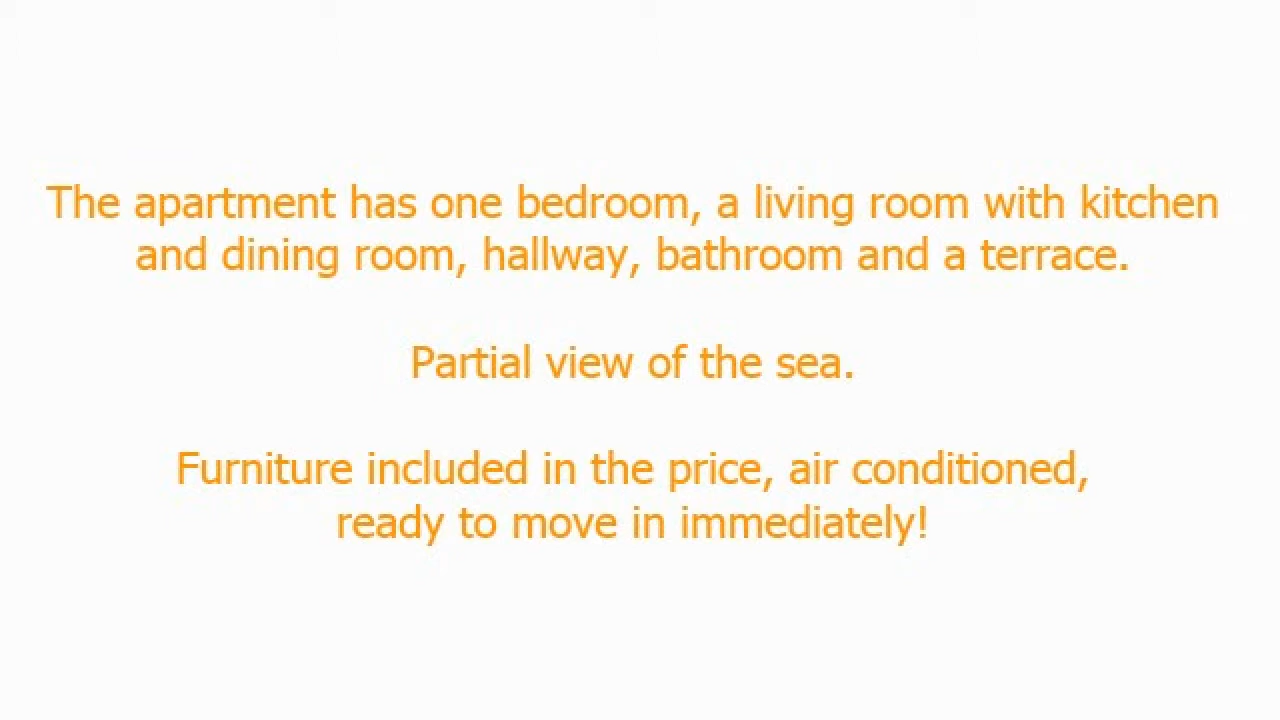 The apartment has one bedroom, a living room with kitchen
and dining room, hallway, bathroom and a terrace.
Partial view of the sea.
Furniture included in the price, air conditioned,
ready to move in immediately!